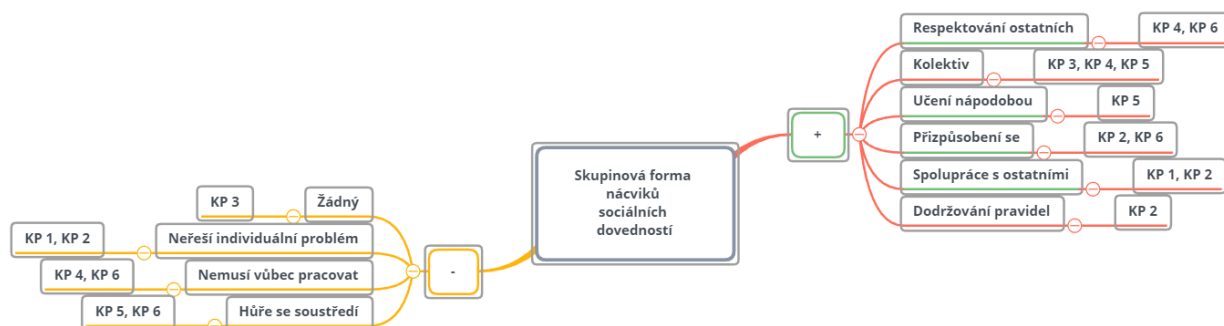 Respektování ostatních
KP 4, KP 6
Kolektiv
KP 3, KP 4, KP 5
Učení nápodobou
KP 5
+
Přizpůsobení se
KP 2, KP 6
Spolupráce s ostatními
KP 1, KP 2
Dodržování pravidel
KP 2
Skupinová forma
nácviků
sociálních
dovedností
-
KP 3
Žádný
KP 1, KP 2
Neřeší individuální problém
KP 4, KP 6
Nemusí vůbec pracovat
KP 5, KP 6
Hůře se soustředí